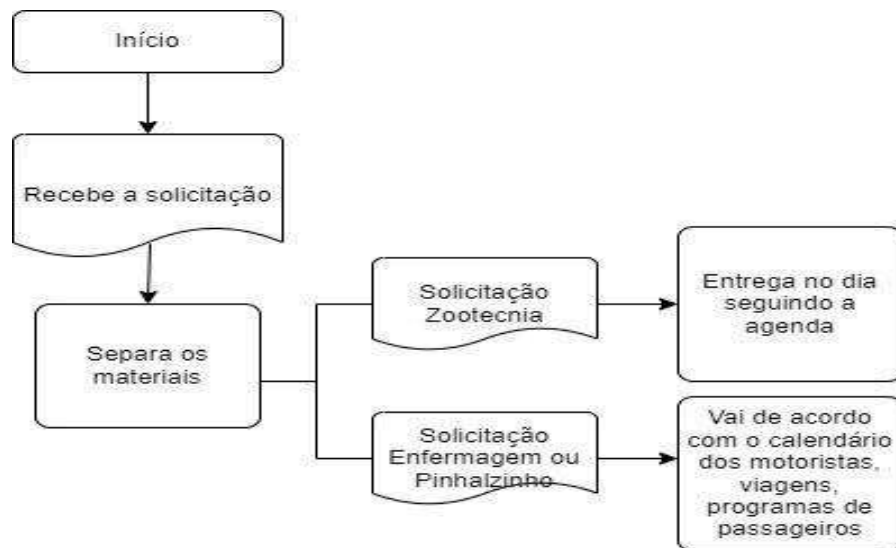 Início
Recebe a solicitação
Separa os
materiais
Solicitação
Zootecnia
Entrega no dia
seguindo a
agenda
Solicitação
Enfermagem ou
Pinhalzinho
Vai de acordo
com o calendário
dos motoristas,
viagens,
programas de
passageiros